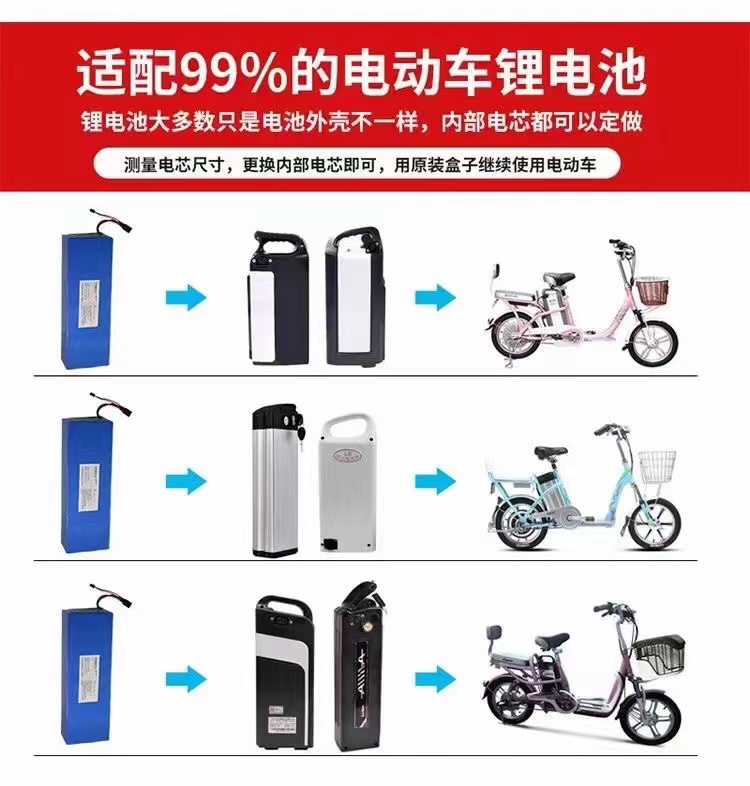 适配99%的电动车锂电池
锂电池大多数只是电池外壳不一样，内部电芯都可以定做
测量电芯尺寸，更换内部电芯即可，用原装盒子继续使用电动车